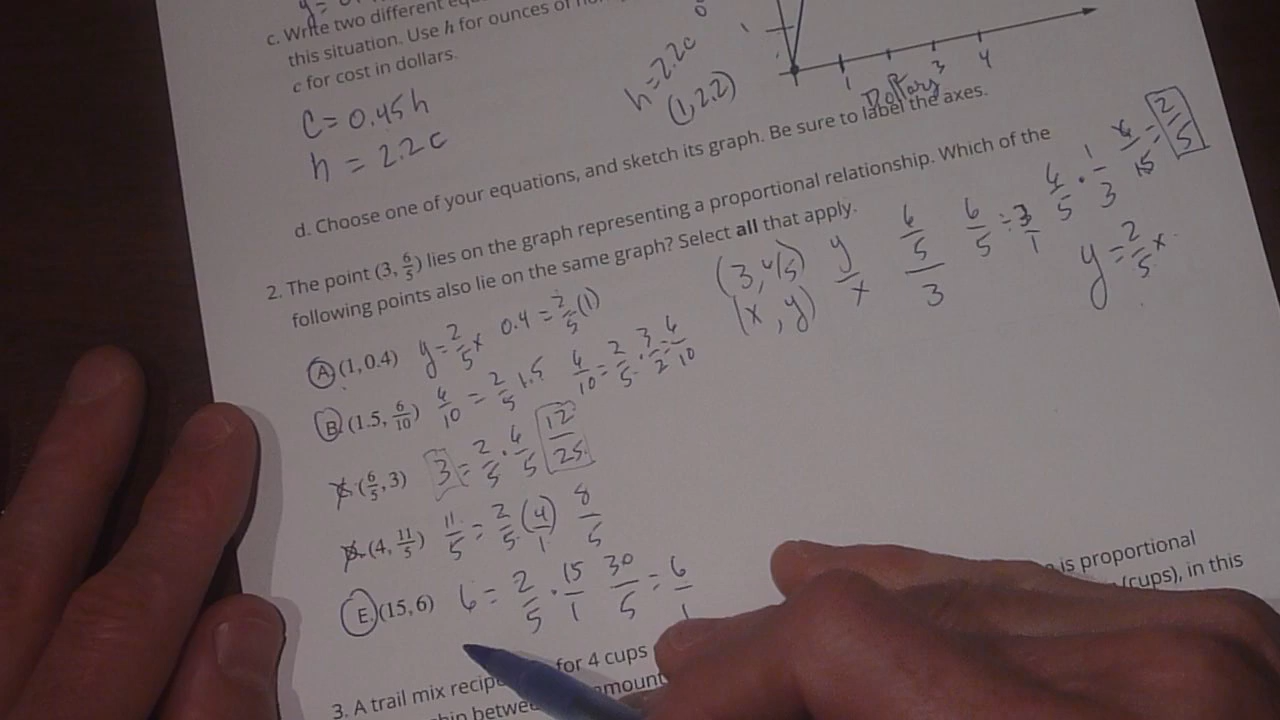 c. Write two different
this situation. Use h for ounces of
c for cost in dollars.
C = 0.45h
h = 2.2c
h = 2.2c
(1, 2.2)
1
1 3 4
Dollars
d. Choose one of your equations, and sketch its graph. Be sure to label the axes.
2. The point (3, 6/5) lies on the graph representing a proportional relationship. Which of the
following points also lie on the same graph? Select all that apply.
(3, 6/5) y/x 6/5 / 3 6/5 ÷ 3/1 6/5 · 1/3 6/15 = 2/5
(x, y) y = 2/5 x
A (1, 0.4) y = 2/5 x 0.4 = 2/5 (1)
B. (1.5, 6/10) 6/10 = 2/5 1.5 6/10 = 2/5 · 3/2 = 6/10
C. (6/5, 3) 3 = 2/5 · 6/5 12/25
D. (4, 11/5) 11/5 = 2/5 (4/1) 8/5
E. (15, 6) 6 = 2/5 · 15/1 30/5 = 6/1
is proportional
3. A trail mix recipe for 4 cups (cups), in this
between amount